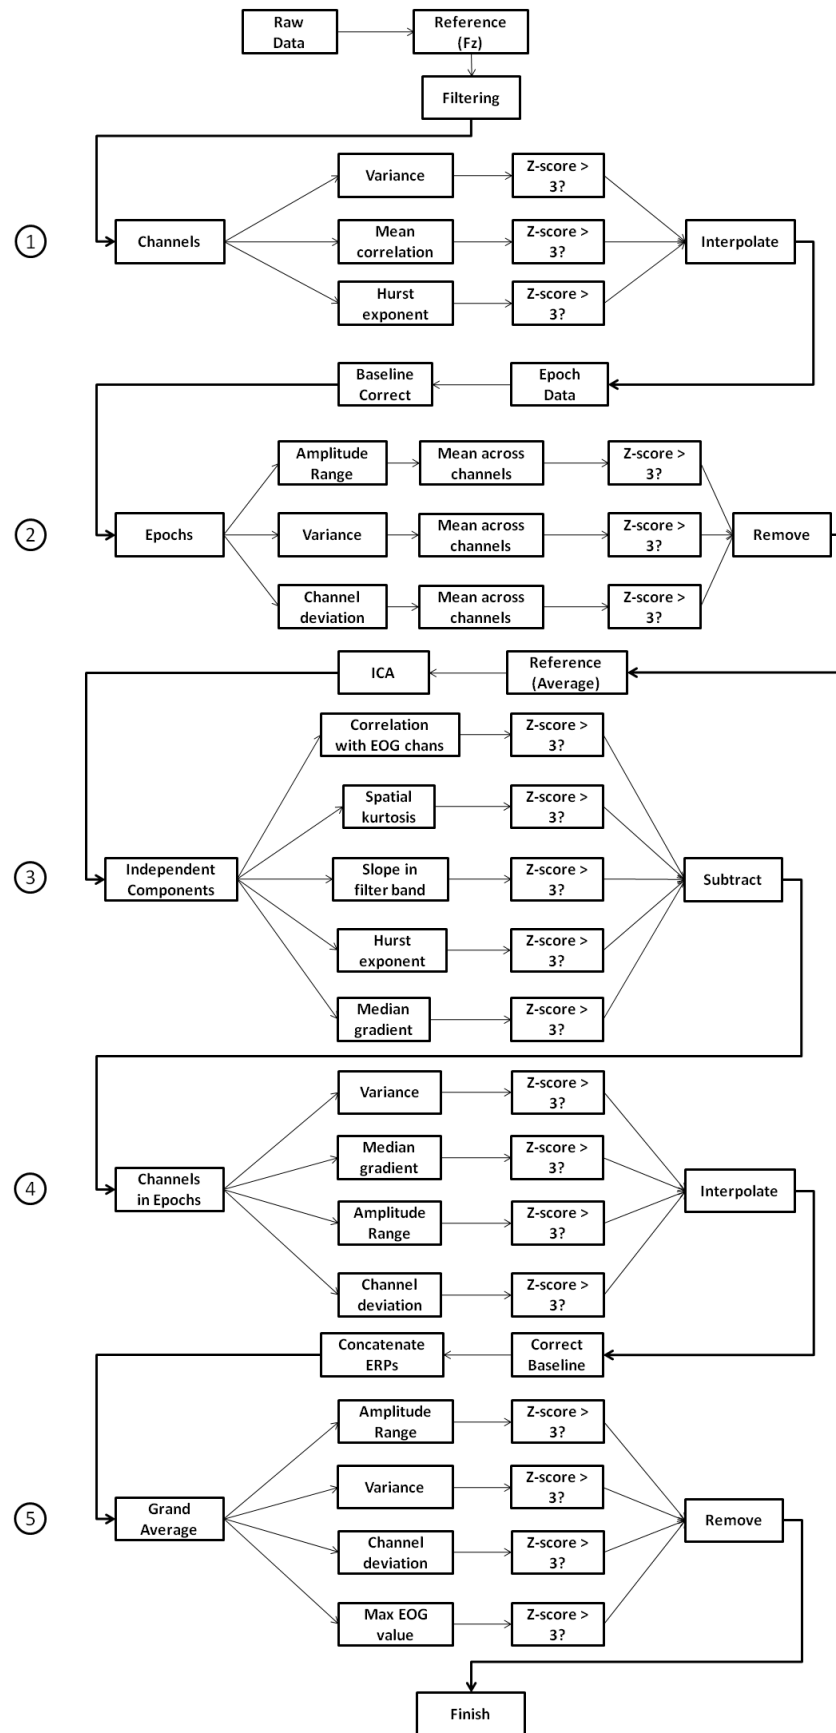 Raw
Data
Reference
(Fz)
Filtering
Variance
Z-score >
3?
1
Channels
Mean
correlation
Z-score >
3?
Interpolate
Hurst
exponent
Z-score >
3?
Baseline
Correct
Epoch
Data
Amplitude
Range
Mean across
channels
Z-score >
3?
2
Epochs
Variance
Mean across
channels
Z-score >
3?
Remove
Channel
deviation
Mean across
channels
Z-score >
3?
ICA
Reference
(Average)
Correlation
with EOG chans
Z-score >
3?
Spatial
kurtosis
Z-score >
3?
3
Independent
Components
Slope in
filter band
Z-score >
3?
Subtract
Hurst
exponent
Z-score >
3?
Median
gradient
Z-score >
3?
Variance
Z-score >
3?
Median
gradient
Z-score >
3?
4
Channels
in Epochs
Interpolate
Amplitude
Range
Z-score >
3?
Channel
deviation
Z-score >
3?
Concatenate
ERPs
Correct
Baseline
Amplitude
Range
Z-score >
3?
Variance
Z-score >
3?
5
Grand
Average
Remove
Channel
deviation
Z-score >
3?
Max EOG
value
Z-score >
3?
Finish